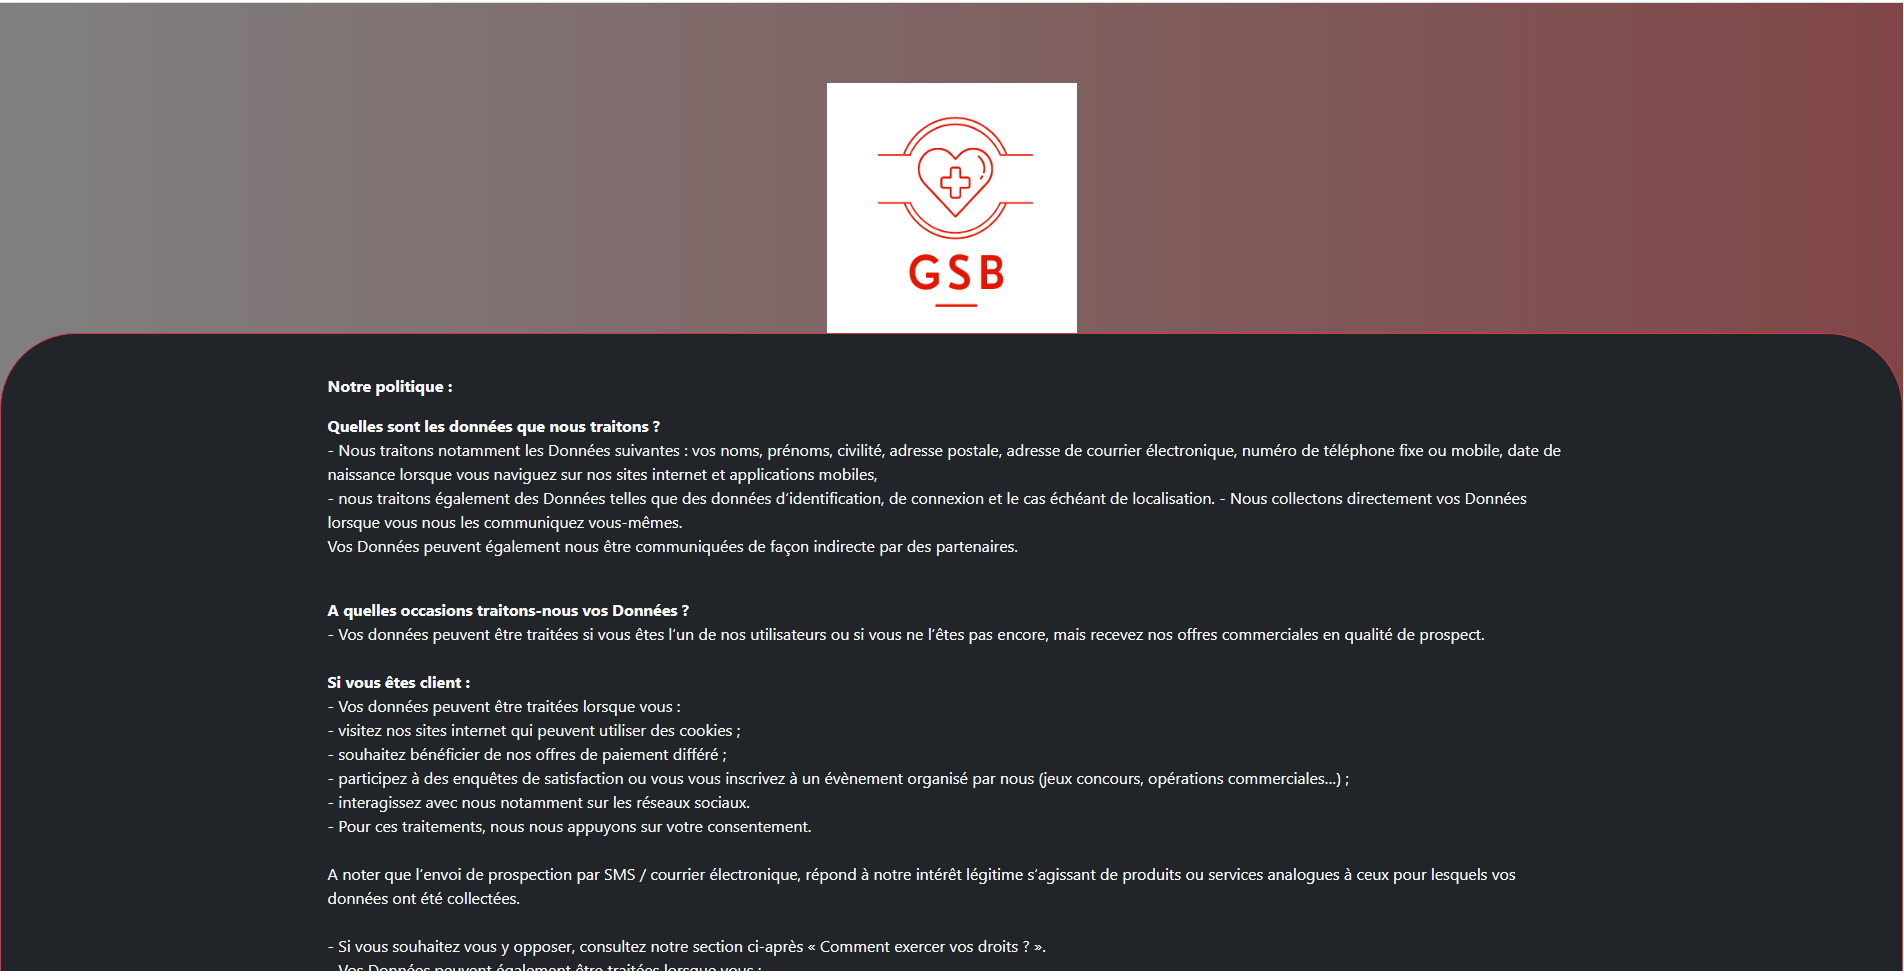 GSB
Notre politique :
Quelles sont les données que nous traitons ?
- Nous traitons notamment les Données suivantes : vos noms, prénoms, civilité, adresse postale, adresse de courrier électronique, numéro de téléphone fixe ou mobile, date de
naissance lorsque vous naviguez sur nos sites internet et applications mobiles,
- nous traitons également des Données telles que des données d’identification, de connexion et le cas échéant de localisation. - Nous collectons directement vos Données
lorsque vous nous les communiquez vous-mêmes.
Vos Données peuvent également nous être communiquées de façon indirecte par des partenaires.
A quelles occasions traitons-nous vos Données ?
- Vos données peuvent être traitées si vous êtes l’un de nos utilisateurs ou si vous ne l’êtes pas encore, mais recevez nos offres commerciales en qualité de prospect.
Si vous êtes client :
- Vos données peuvent être traitées lorsque vous :
- visitez nos sites internet qui peuvent utiliser des cookies ;
- souhaitez bénéficier de nos offres de paiement différé ;
- participez à des enquêtes de satisfaction ou vous vous inscrivez à un évènement organisé par nous (jeux concours, opérations commerciales…) ;
- interagissez avec nous notamment sur les réseaux sociaux.
- Pour ces traitements, nous nous appuyons sur votre consentement.
A noter que l’envoi de prospection par SMS / courrier électronique, répond à notre intérêt légitime s’agissant de produits ou services analogues à ceux pour lesquels vos
données ont été collectées.
- Si vous souhaitez vous y opposer, consultez notre section ci-après « Comment exercer vos droits ? ».
- Vos Données peuvent également être traitées lorsque vous :